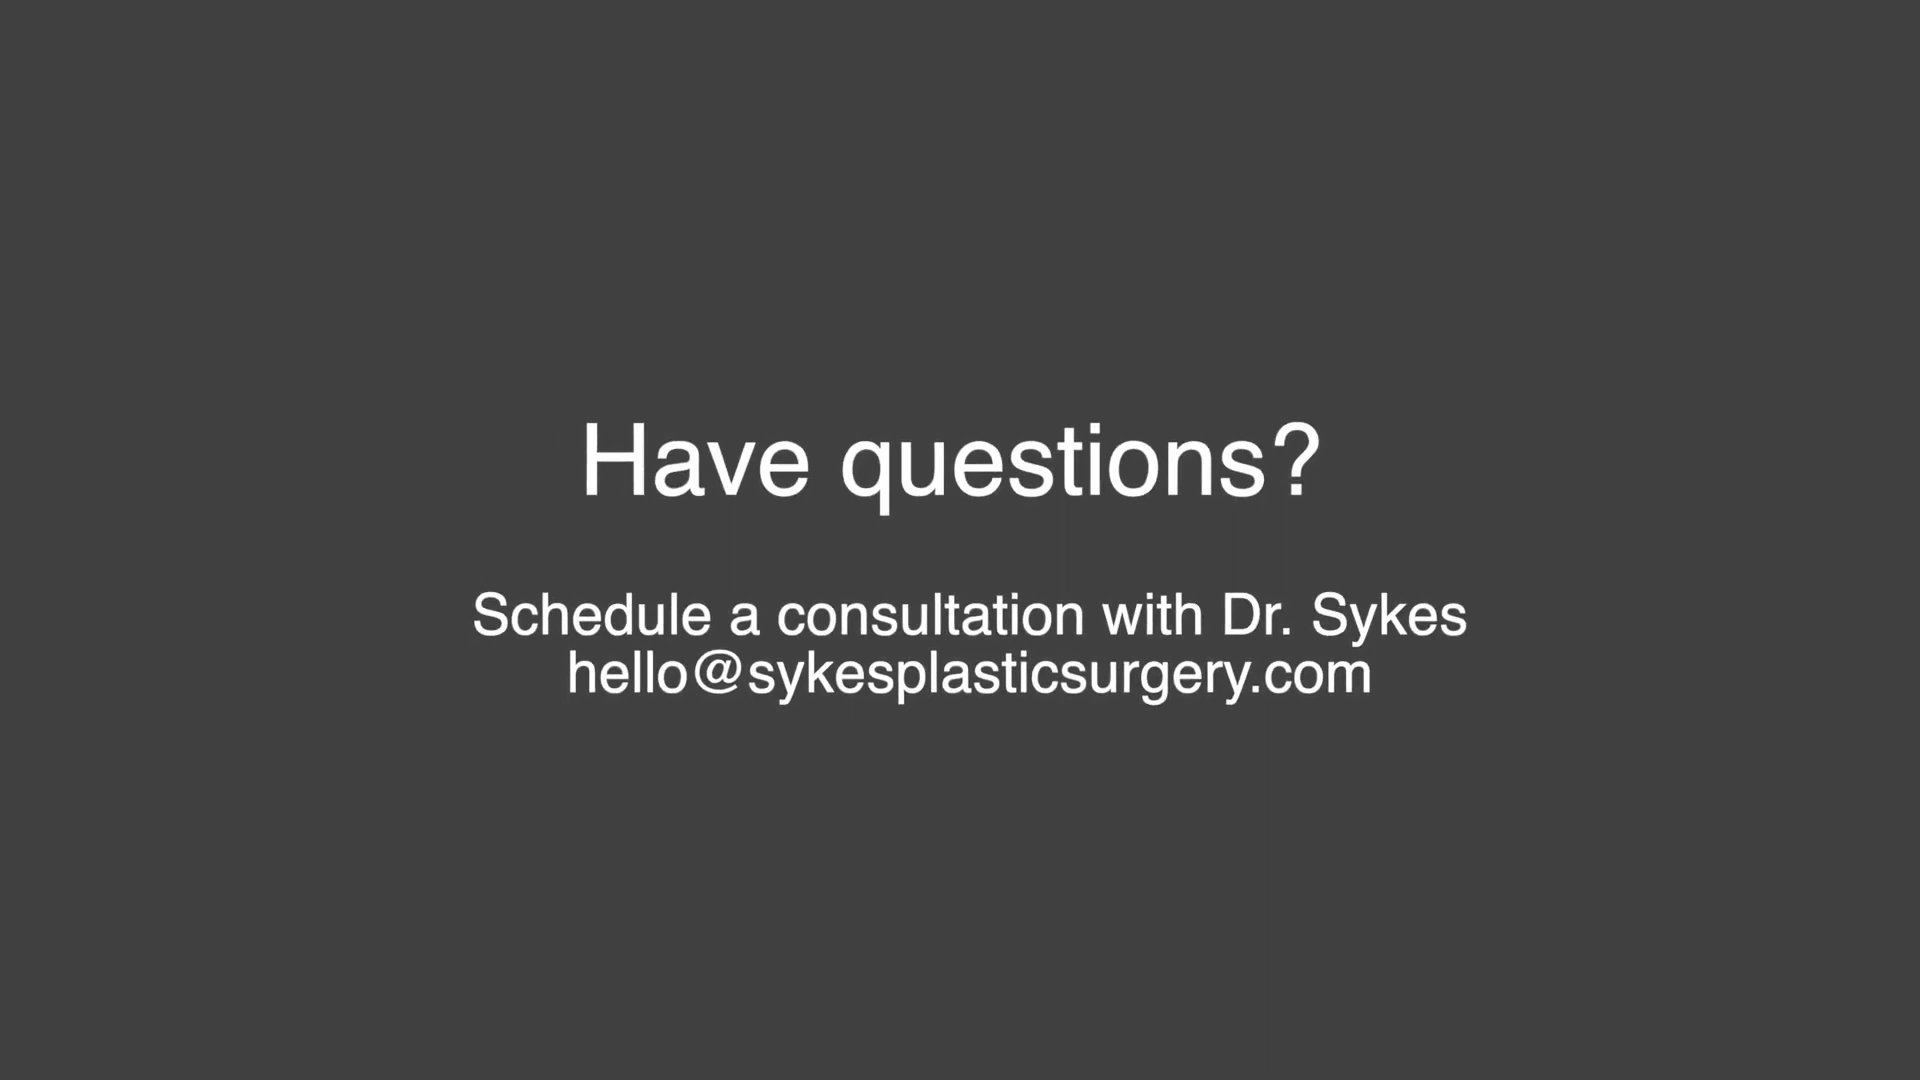 Have questions?
Schedule a consultation with Dr. Sykes
hello@sykesplasticsurgery.com